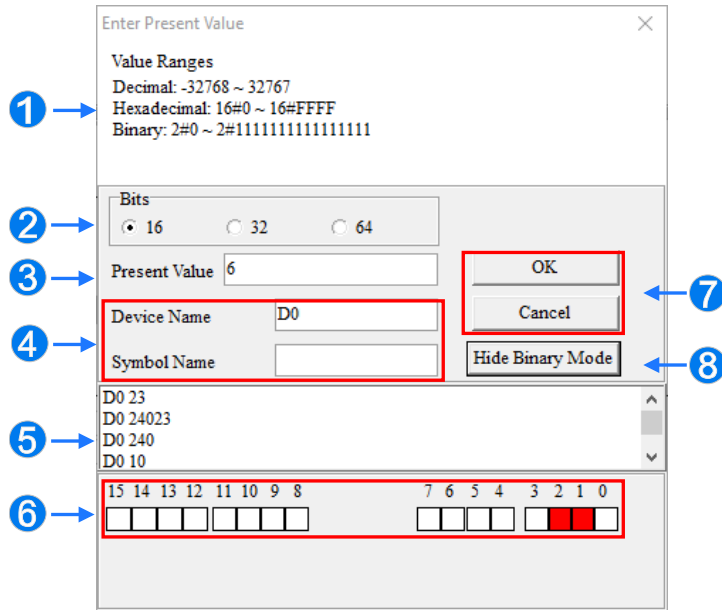 Enter Present Value
Value Ranges
Decimal: -32768 ~ 32767
1
Hexadecimal: 16#0 ~ 16#FFFF
Binary: 2#0 ~ 2#1111111111111111
Bits
2
16 32 64
3
Present Value 6
OK
7
Device Name D0
Cancel
4
Symbol Name
Hide Binary Mode
8
D0 23
D0 24023
5
D0 240
D0 10
15 14 13 12 11 10 9 8 7 6 5 4 3 2 1 0
6